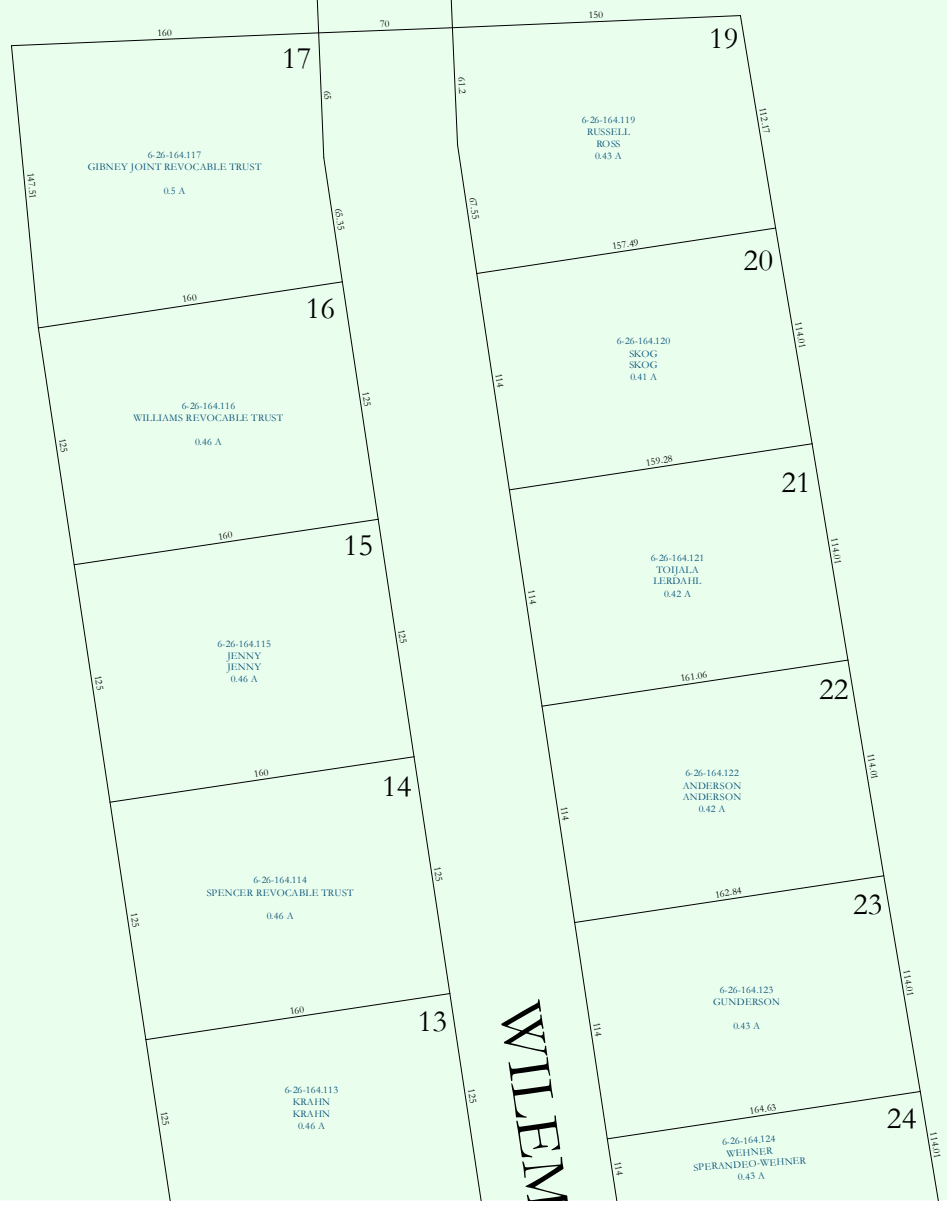 160
70
150
17
19
65
61.2
112.17
6-26-164.117
GIBNEY JOINT REVOCABLE TRUST
0.5 A
6-26-164.119
RUSSELL
ROSS
0.43 A
147.51
65.35
67.55
157.49
160
16
20
6-26-164.116
WILLIAMS REVOCABLE TRUST
0.46 A
6-26-164.120
SKOG
SKOG
0.41 A
125
125
114
114.01
160
15
159.28
21
6-26-164.115
JENNY
JENNY
0.46 A
6-26-164.121
TOIJALA
LERDAHL
0.42 A
125
125
114
114.01
160
14
161.06
22
6-26-164.114
SPENCER REVOCABLE TRUST
0.46 A
6-26-164.122
ANDERSON
ANDERSON
0.42 A
125
125
114
114.01
160
13
162.84
23
6-26-164.113
KRAHN
KRAHN
0.46 A
6-26-164.123
GUNDERSON
0.43 A
125
125
WILEM
114
114.01
164.63
24
6-26-164.124
WEHNER
SPERANDEO-WEHNER
0.43 A
114
114.01